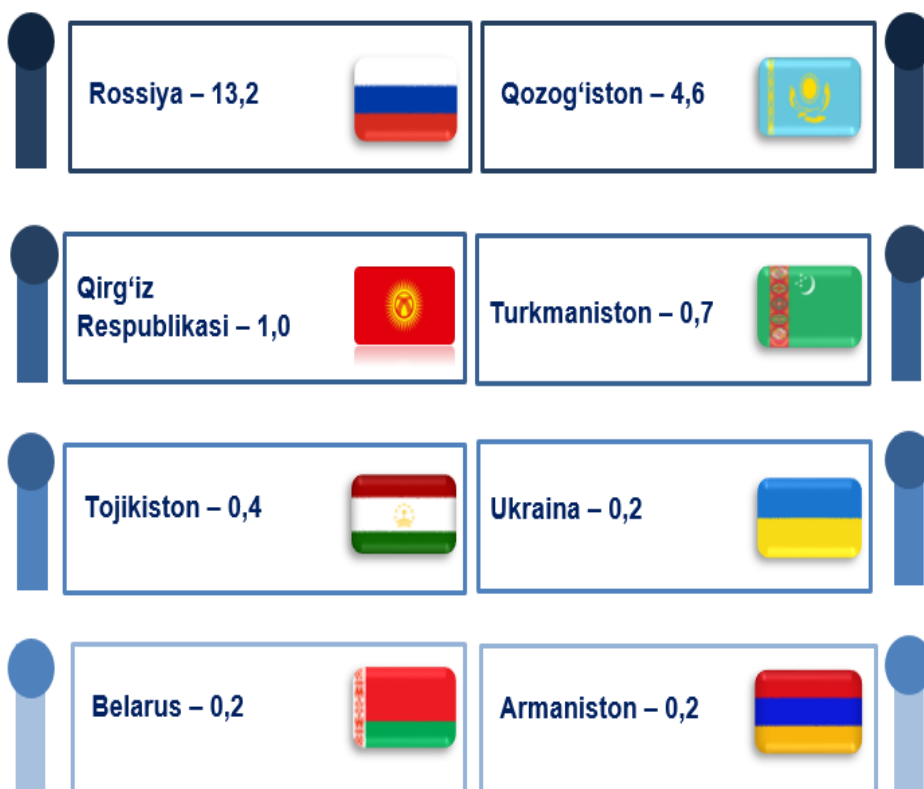 Rossiya – 13,2
Qozog‘iston – 4,6
Qirg‘iz
Respublikasi – 1,0
Turkmaniston – 0,7
Tojikiston – 0,4
Ukraina – 0,2
Belarus – 0,2
Armaniston – 0,2